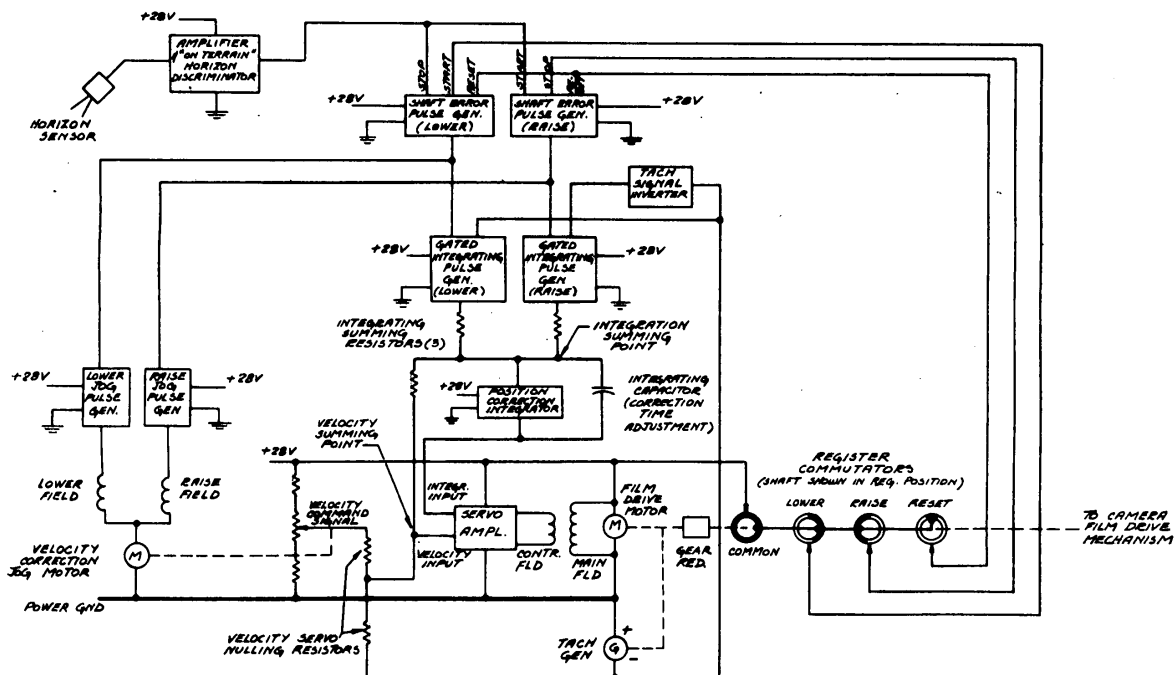 +28V
AMPLIFIER
& "ON TERRAIN"
HORIZON
DISCRIMINATOR
HORIZON
SENSOR
STOP
START
RESET
START
STOP
+28V
SHAFT ERROR
PULSE GEN.
(LOWER)
SHAFT ERROR
PULSE GEN.
(RAISE)
+28V
TACH
SIGNAL
INVERTER
+28V
GATED
INTEGRATING
PULSE
GEN.
(LOWER)
GATED
INTEGRATING
PULSE
GEN
(RAISE)
+28V
INTEGRATING
SUMMING
RESISTORS(3)
INTEGRATION
SUMMING
POINT
+28V
LOWER
JOG
PULSE
GEN.
RAISE
JOG
PULSE
GEN
+28V
+28V
POSITION
CORRECTION
INTEGRATOR
INTEGRATING
CAPACITOR
(CORRECTION
TIME
ADJUSTMENT)
VELOCITY
SUMMING
POINT
+28V
LOWER
FIELD
RAISE
FIELD
VELOCITY
COMMAND
SIGNAL
INTEGR.
INPUT
SERVO
AMPL.
VELOCITY
INPUT
CONTR.
FLD
FILM
DRIVE
MOTOR
M
MAIN
FLD
GEAR
RED.
REGISTER
COMMUTATORS
(SHAFT SHOWN IN REG. POSITION)
COMMON
LOWER
RAISE
RESET
TO CAMERA
FILM DRIVE
MECHANISM
VELOCITY
CORRECTION
JOG MOTOR
M
POWER GND
VELOCITY SERVO
NULLING RESISTORS
TACH
GEN
+
G
-